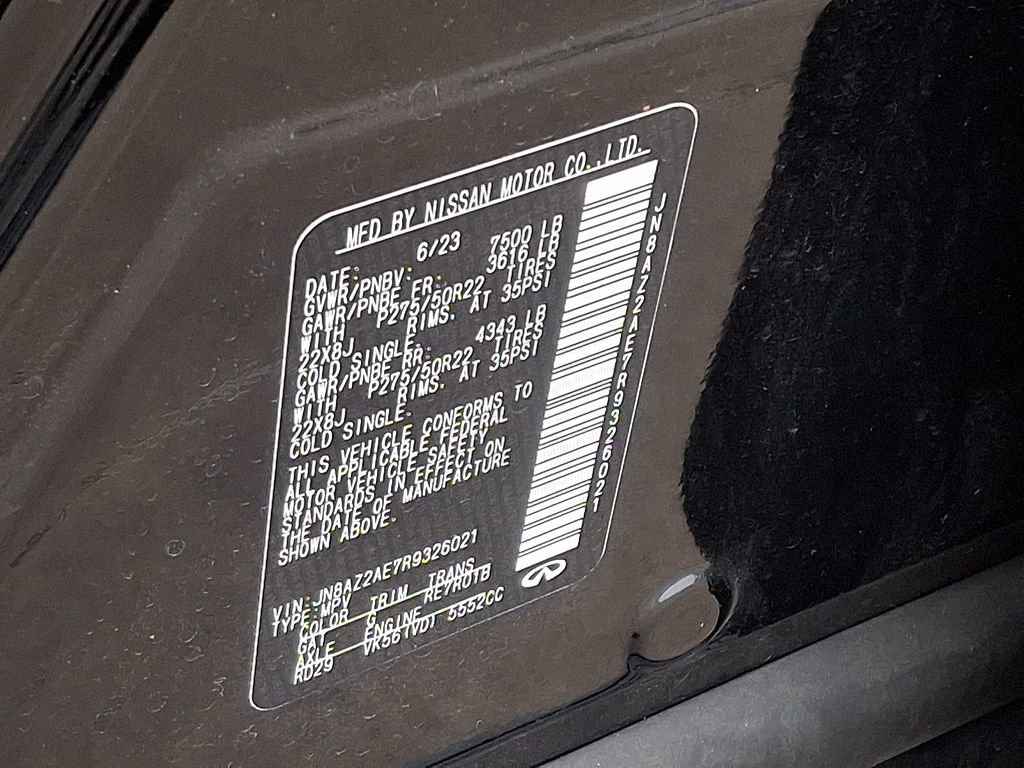 MFD BY NISSAN MOTOR CO.,LTD.
DATE: 6/23
GVWR/PNBV: 7500 LB
GAWR/PNBE FR: 3616 LB
WITH P275/50R22 TIRES
22X8J RIMS. AT 35PSI
COLD SINGLE.
GAWR/PNBE RR: 4343 LB
WITH P275/50R22 TIRES
22X8J RIMS. AT 35PSI
COLD SINGLE.
THIS VEHICLE CONFORMS TO
ALL APPLICABLE FEDERAL
MOTOR VEHICLE SAFETY
STANDARDS IN EFFECT ON
THE DATE OF MANUFACTURE
SHOWN ABOVE.
VIN:JN8AZ2AE7R9326021
TYPE:MPV
COLOR TRIM TRANS
GAT G RE7R01B
AXLE ENGINE
RD29 VK56(VD) 5552CC
JN8AZ2AE7R9326021